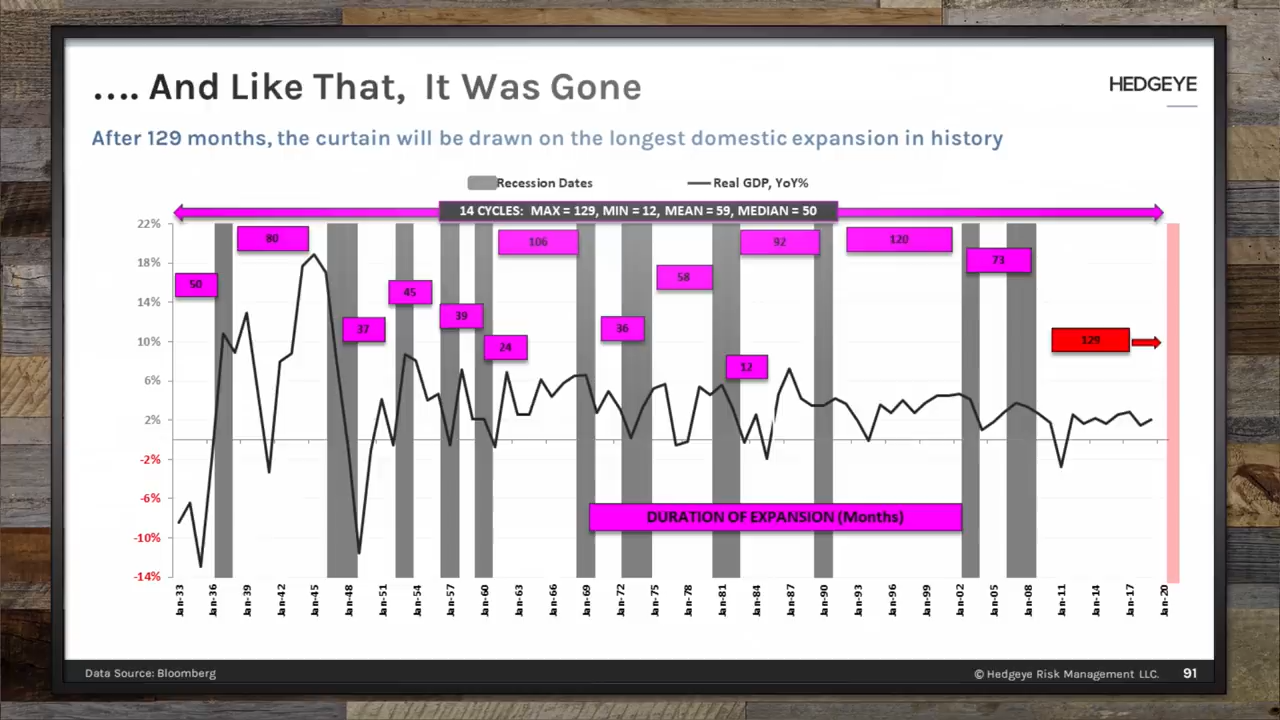 .... And Like That, It Was Gone
HEDGEYE
After 129 months, the curtain will be drawn on the longest domestic expansion in history
Recession Dates
Real GDP, YoY%
14 CYCLES: MAX = 129, MIN = 12, MEAN = 59, MEDIAN = 50
22%
18%
14%
10%
6%
2%
-2%
-6%
-10%
-14%
50
80
37
45
39
24
106
36
58
12
92
120
73
129
DURATION OF EXPANSION (Months)
Jan-33
Jan-36
Jan-39
Jan-42
Jan-45
Jan-48
Jan-51
Jan-54
Jan-57
Jan-60
Jan-63
Jan-66
Jan-69
Jan-72
Jan-75
Jan-78
Jan-81
Jan-84
Jan-87
Jan-90
Jan-93
Jan-96
Jan-99
Jan-02
Jan-05
Jan-08
Jan-11
Jan-14
Jan-17
Jan-20
Data Source: Bloomberg
© Hedgeye Risk Management LLC.
91